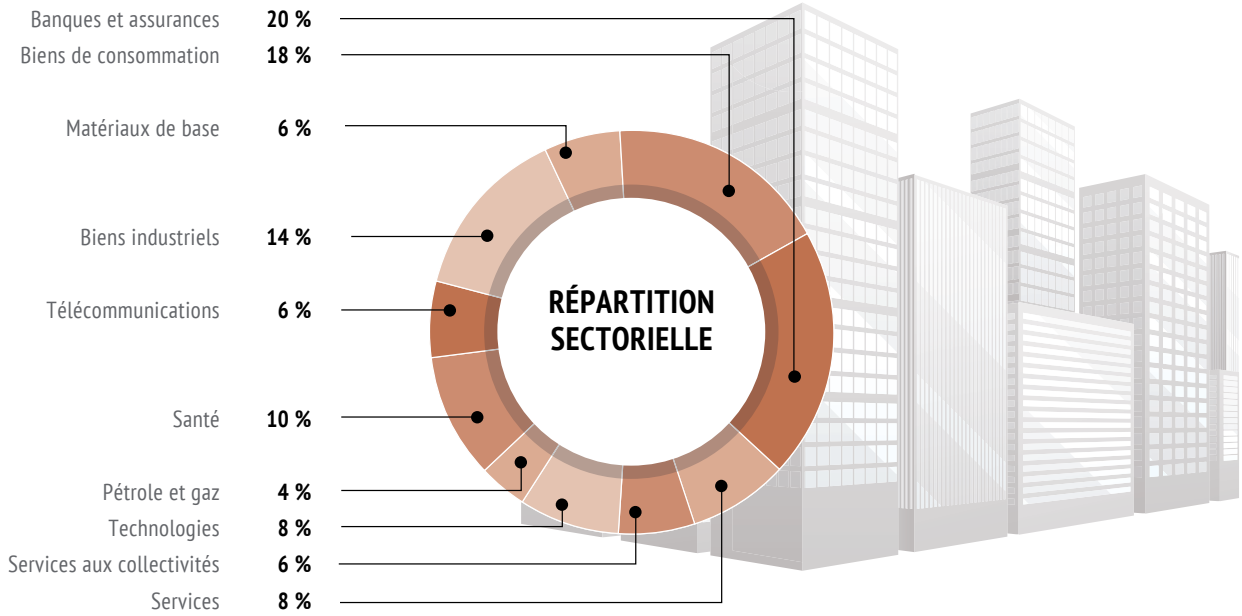 Banques et assurances 20 %
Biens de consommation 18 %
Matériaux de base 6 %
Biens industriels 14 %
Télécommunications 6 %
RÉPARTITION
SECTORIELLE
Santé 10 %
Pétrole et gaz 4 %
Technologies 8 %
Services aux collectivités 6 %
Services 8 %